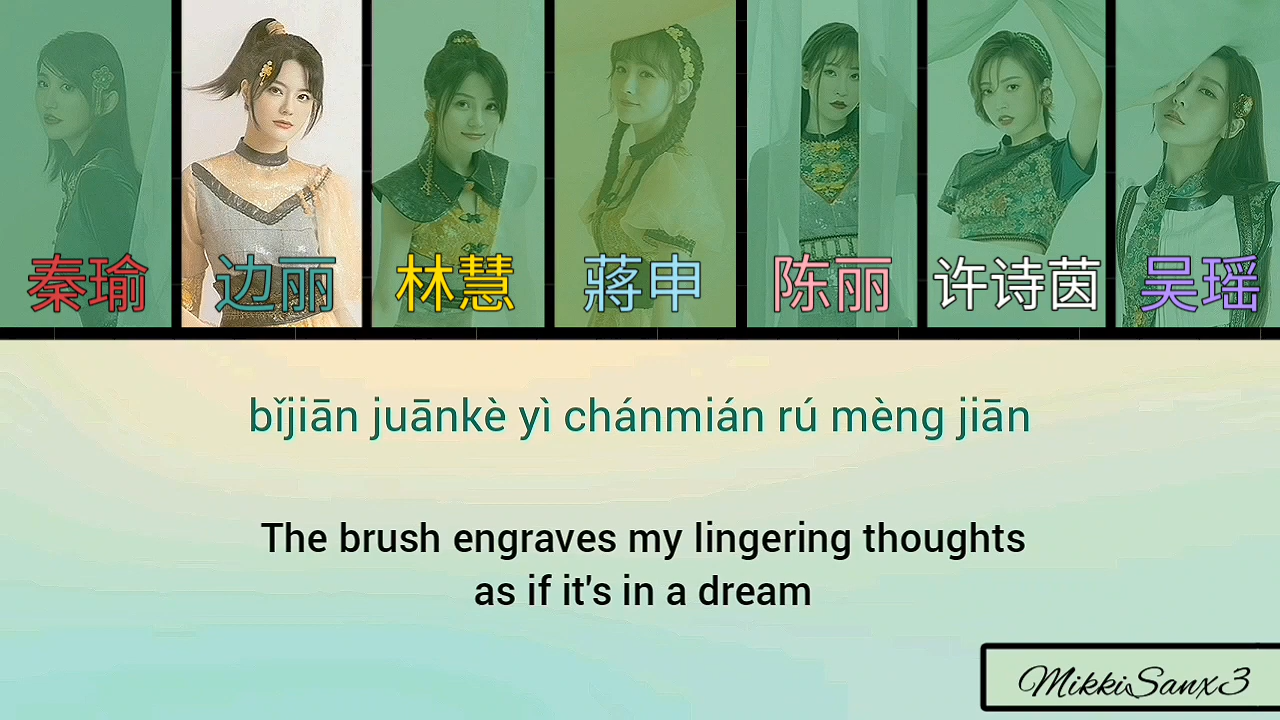 秦瑜
边丽
林慧
蔣申
陈丽
许诗茵
吴瑶
bǐjiān juānkè yì chánmián rú mèng jiān
The brush engraves my lingering thoughts
as if it's in a dream
MikkiSanx3